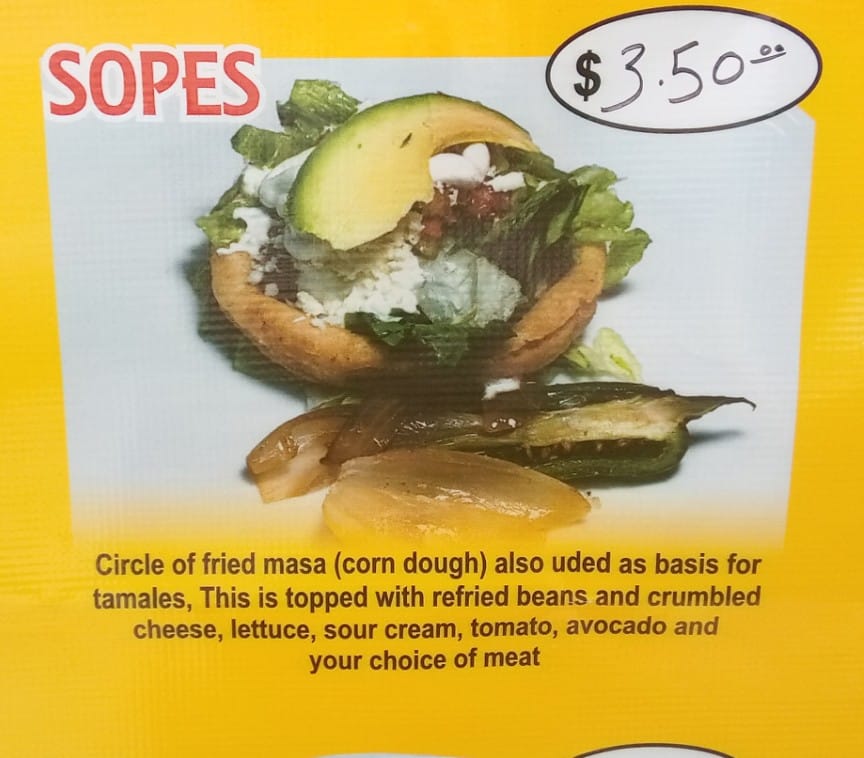 SOPES
$3.50 00
Circle of fried masa (corn dough) also uded as basis for
tamales, This is topped with refried beans and crumbled
cheese, lettuce, sour cream, tomato, avocado and
your choice of meat